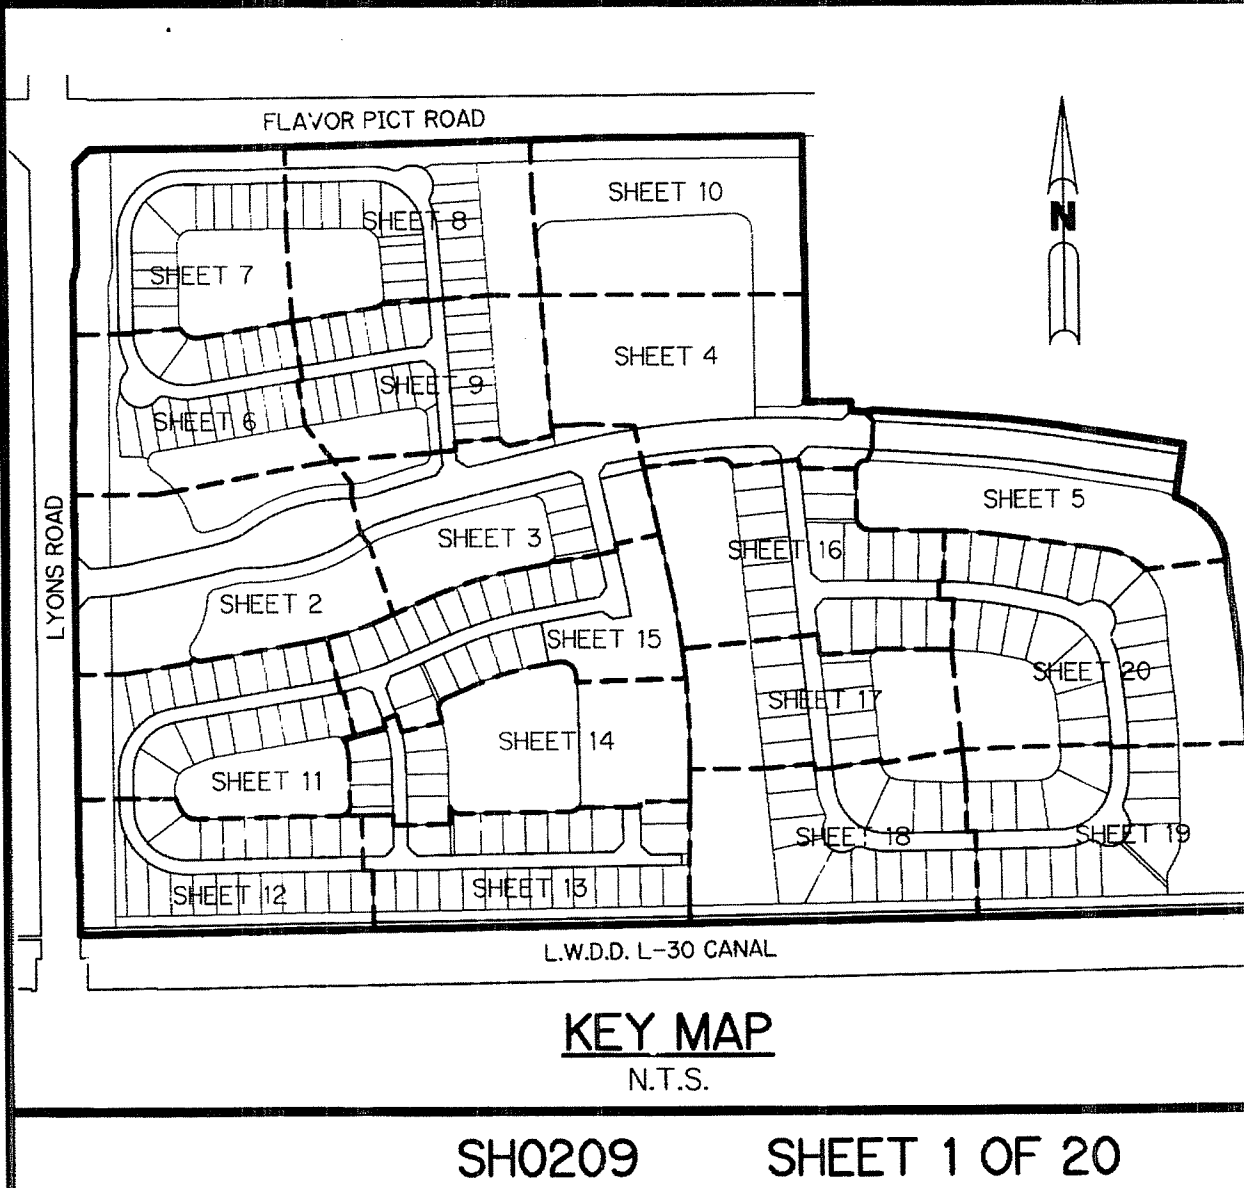 FLAVOR PICT ROAD
SHEET 10
SHEET 8
N
SHEET 7
SHEET 4
SHEET 9
SHEET 6
SHEET 5
LYONS ROAD
SHEET 3
SHEET 16
SHEET 2
SHEET 15
SHEET 20
SHEET 17
SHEET 14
SHEET 11
SHEET 18
SHEET 19
SHEET 12
SHEET 13
L.W.D.D. L-30 CANAL
KEY MAP
N.T.S.
SH0209 SHEET 1 OF 20